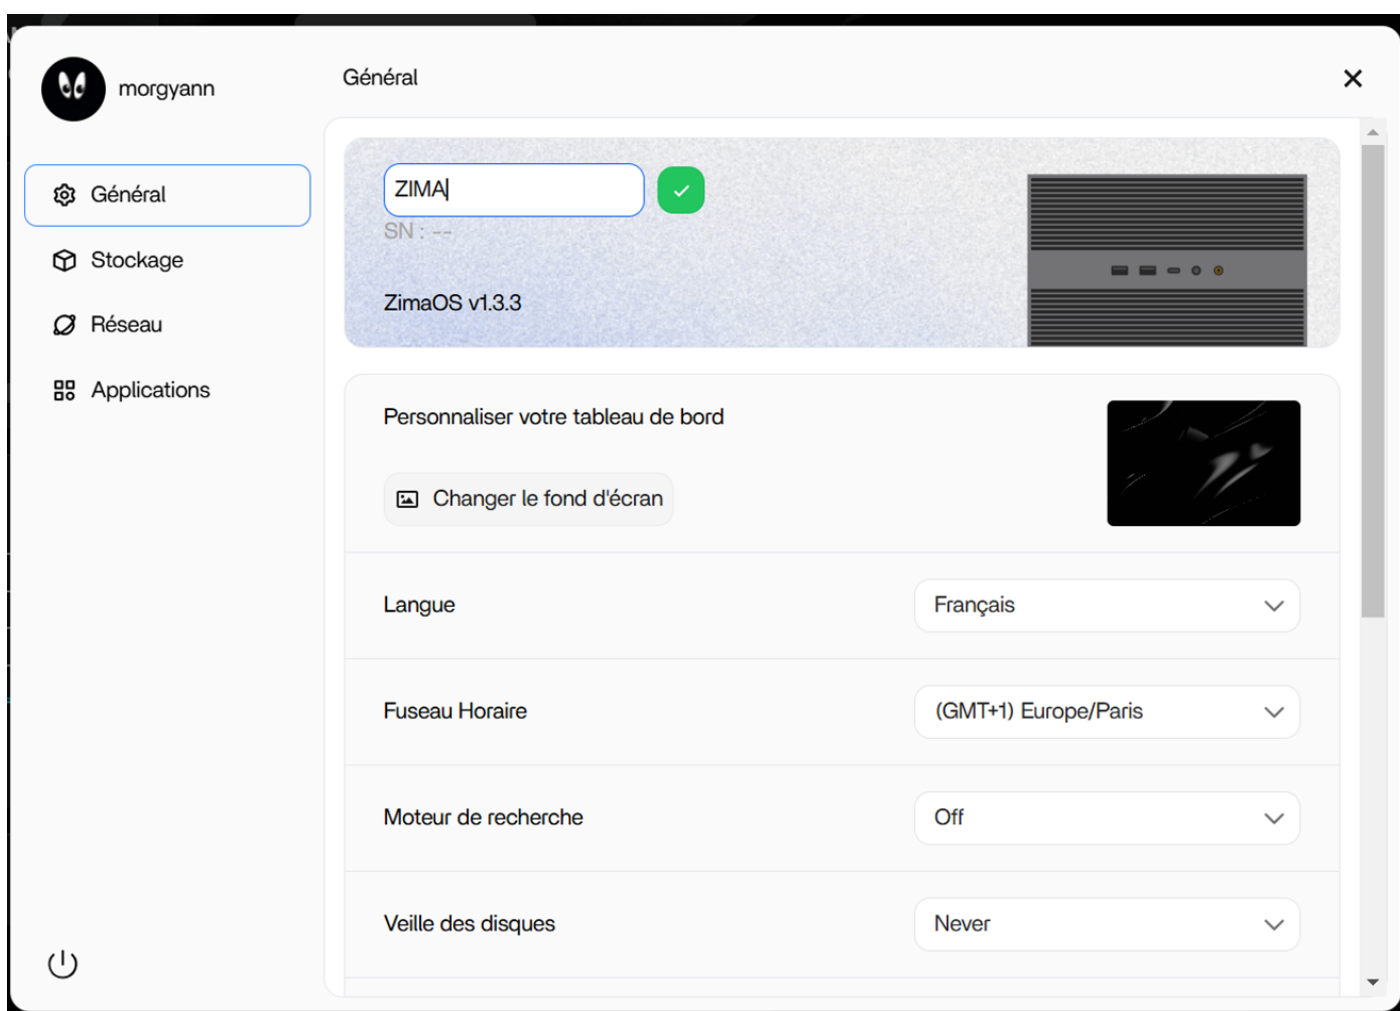 morgyann
Général
Général
Stockage
Réseau
Applications
ZIMA
SN : --
ZimaOS v1.3.3
Personnaliser votre tableau de bord
Changer le fond d'écran
Langue
Français
Fuseau Horaire
(GMT+1) Europe/Paris
Moteur de recherche
Off
Veille des disques
Never